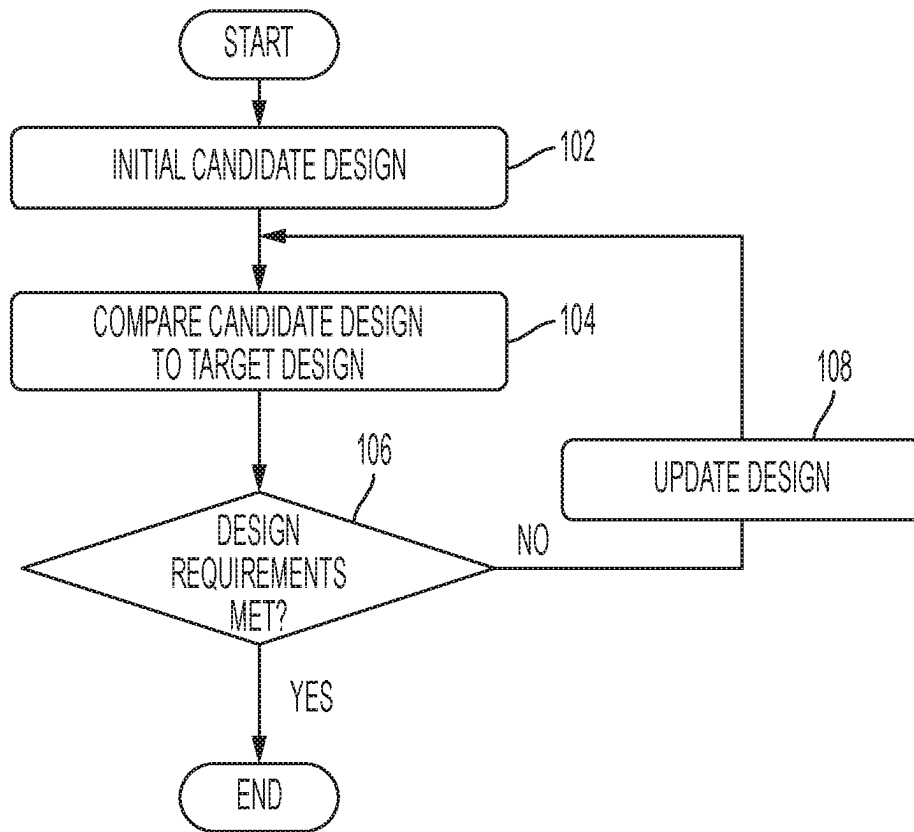 START
INITIAL CANDIDATE DESIGN
102
COMPARE CANDIDATE DESIGN
TO TARGET DESIGN
104
108
UPDATE DESIGN
106
DESIGN
REQUIREMENTS
MET?
NO
YES
END